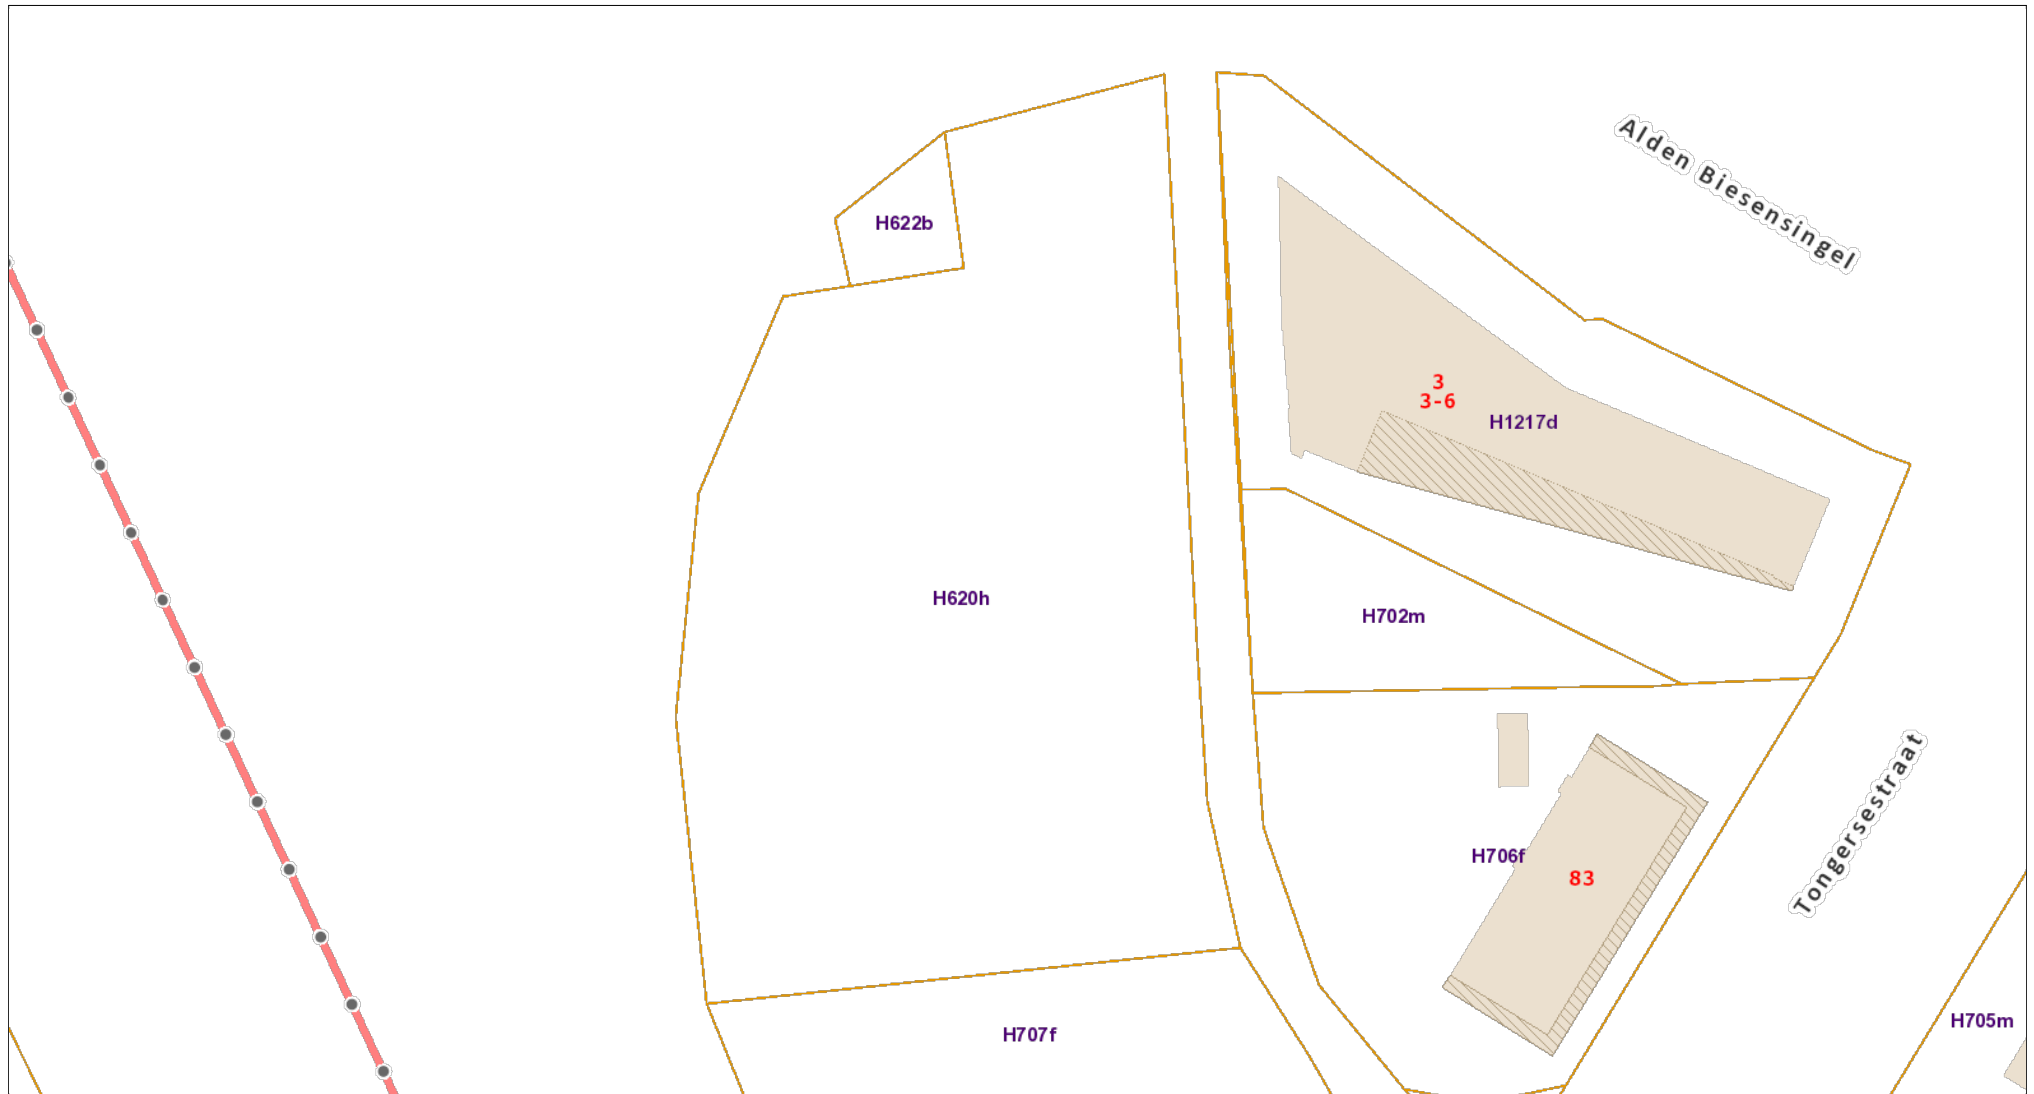 Alden Biesensingel
H622b
3
3-6
H1217d
H620h
H702m
Tongersestraat
H706f
83
H705m
H707f